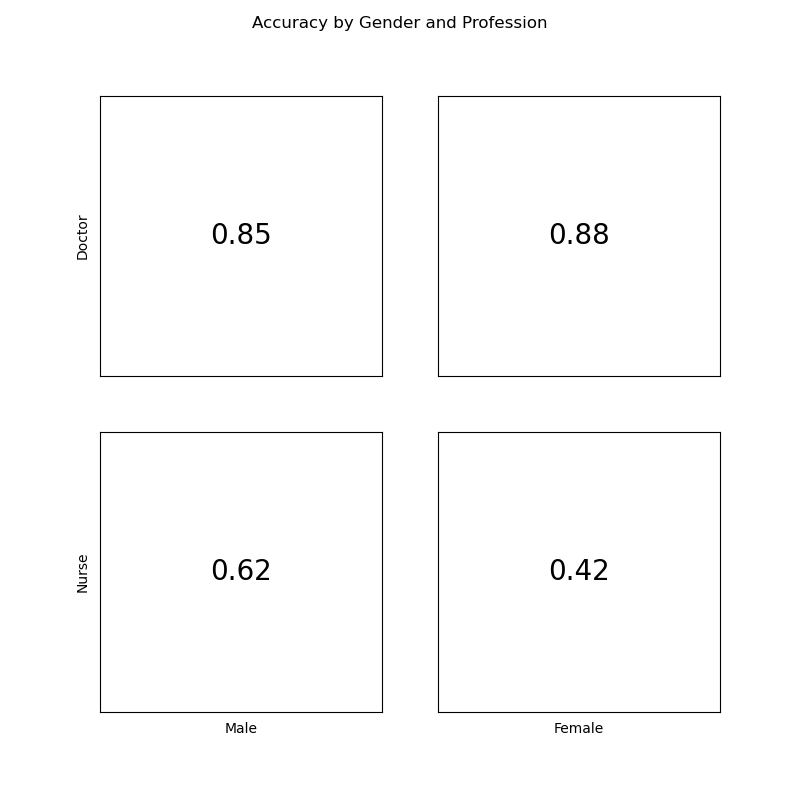 Accuracy by Gender and Profession
Doctor
0.85
0.88
Nurse
0.62
0.42
Male
Female